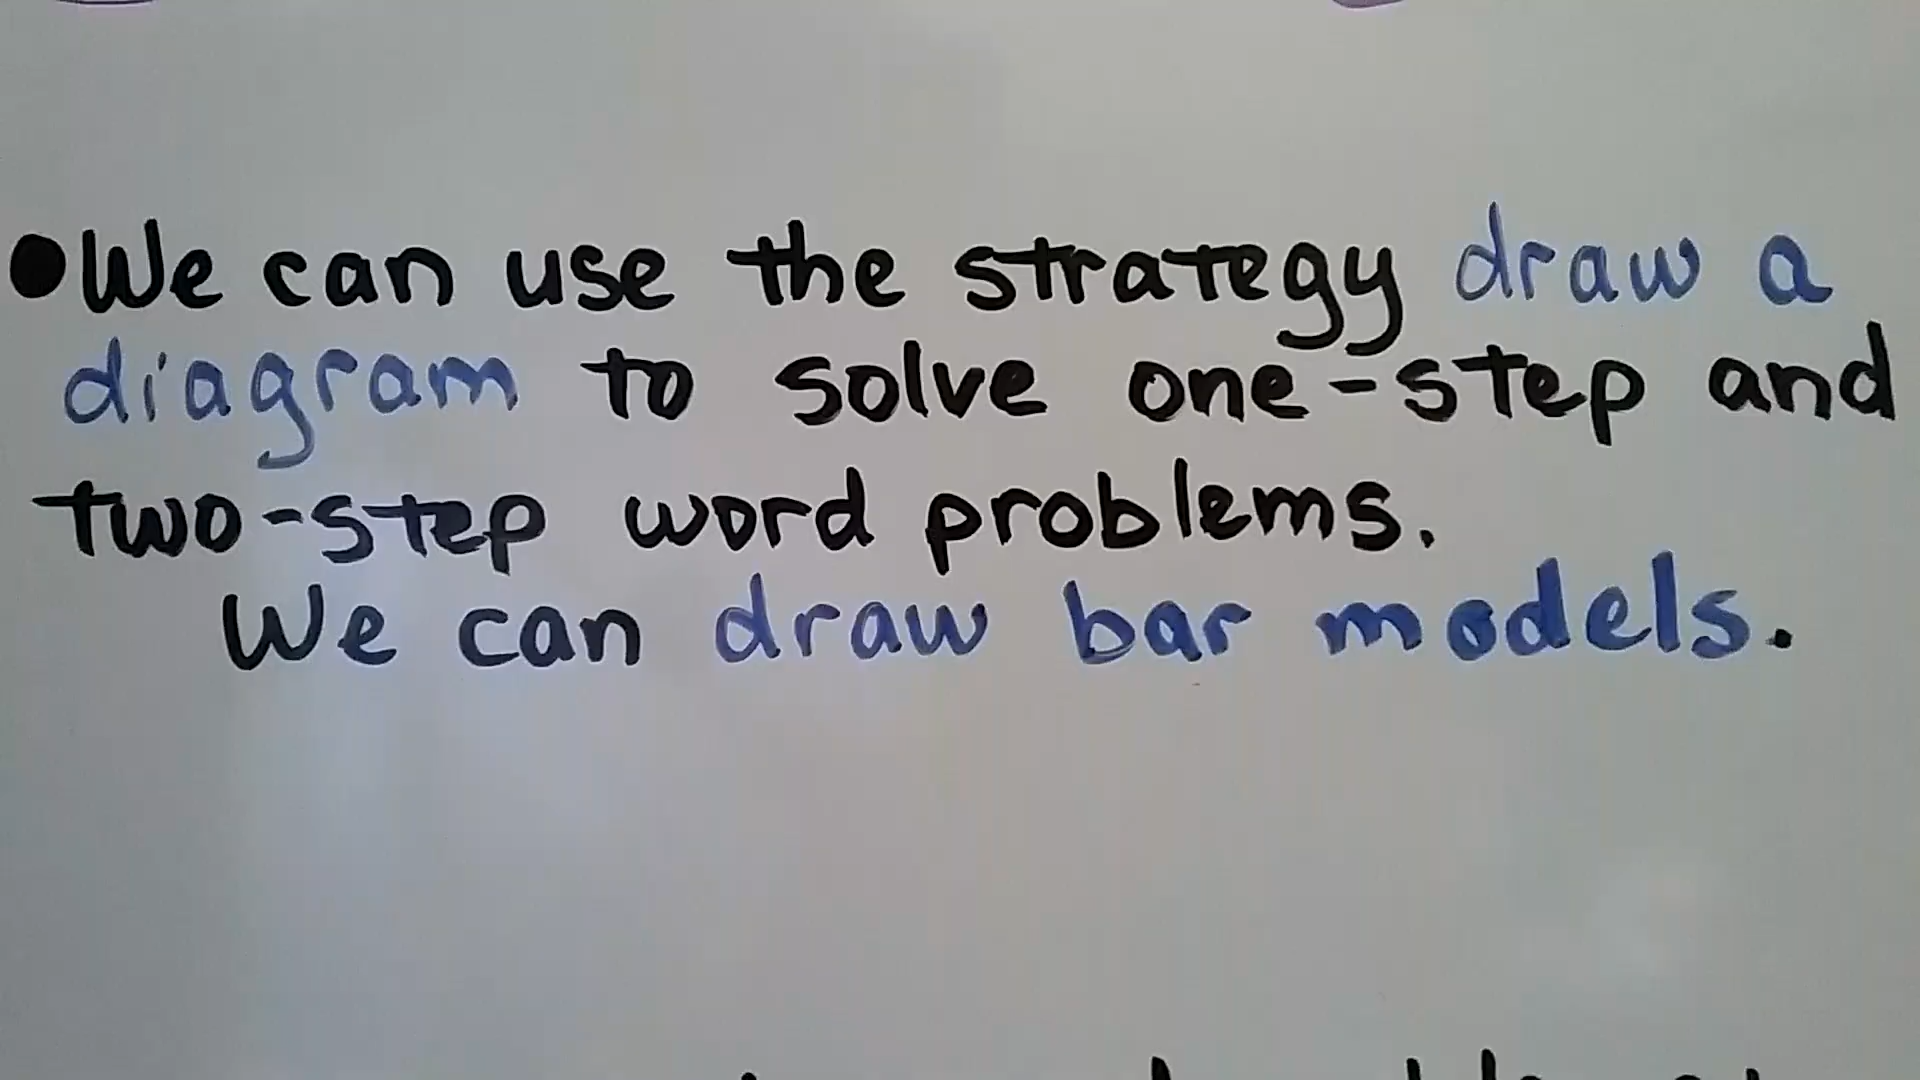 ●We can use the strategy draw a
diagram to solve one-step and
two-step word problems.
We can draw bar models.